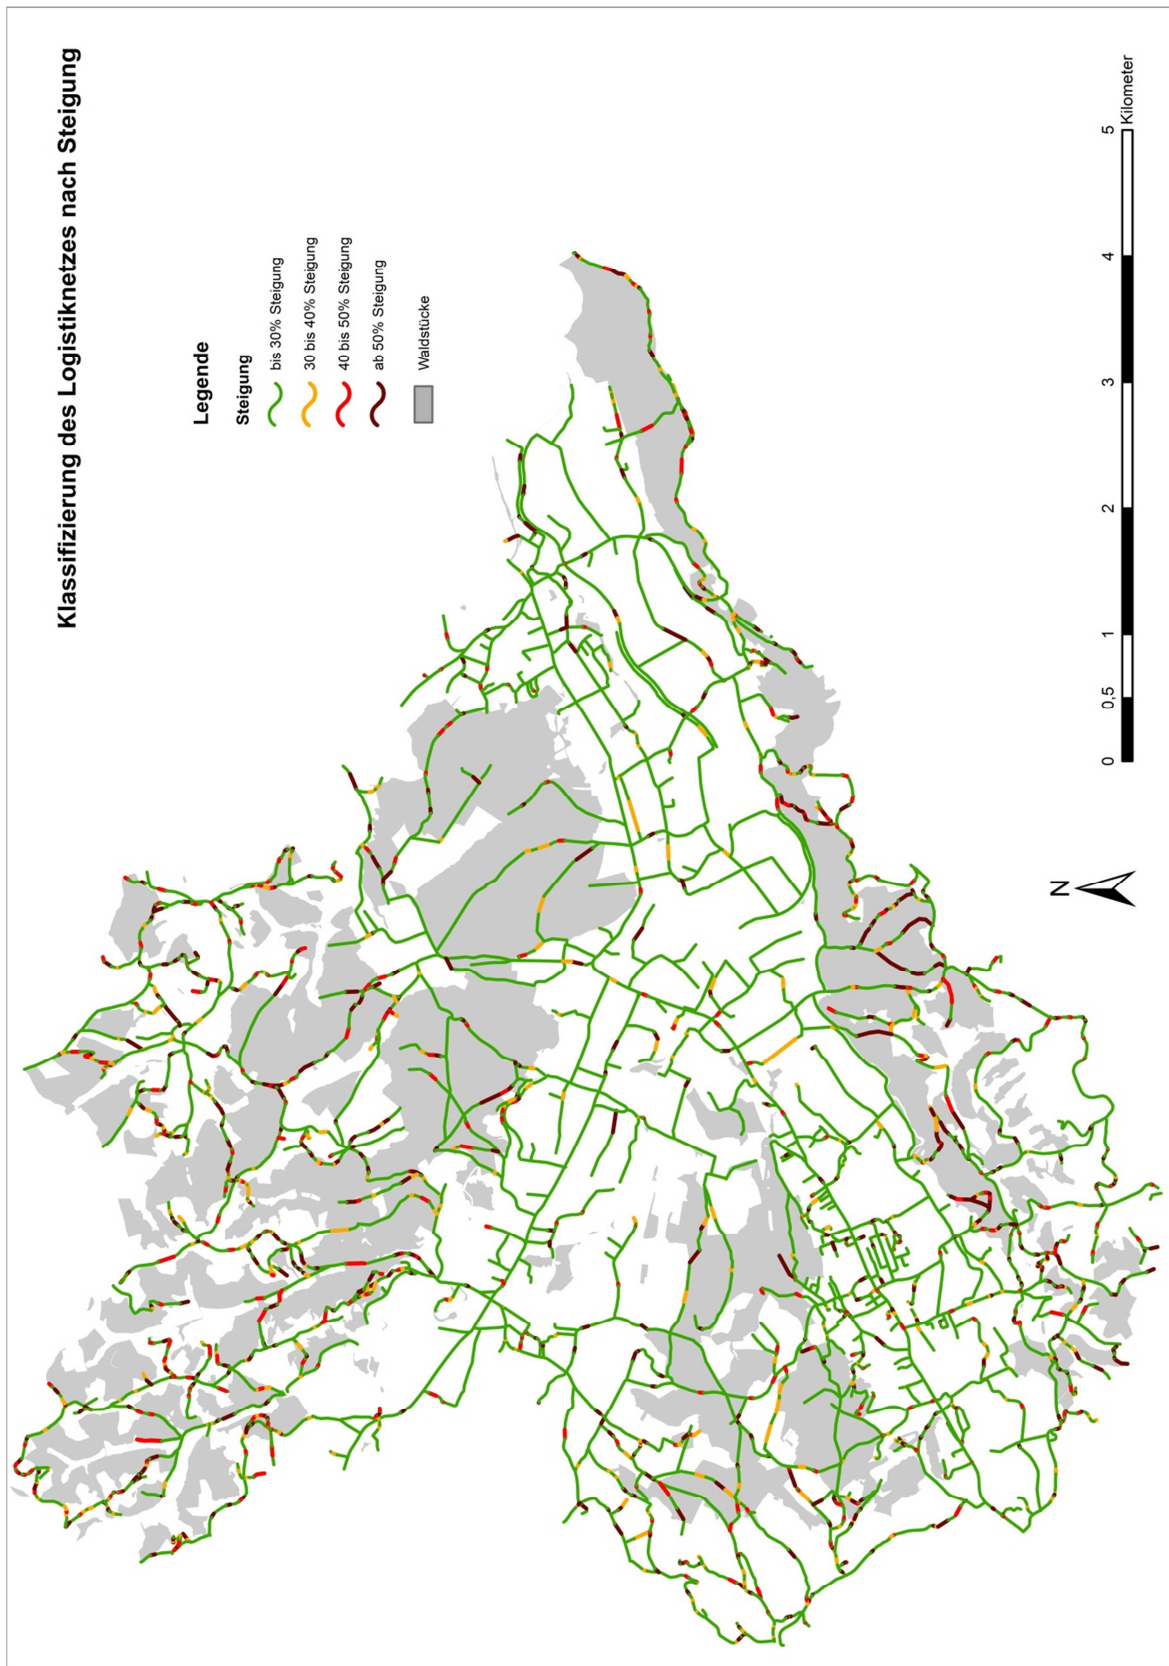 Klassifizierung des Logistiknetzes nach Steigung
Legende
Steigung
bis 30% Steigung
30 bis 40% Steigung
40 bis 50% Steigung
ab 50% Steigung
Waldstücke
N
0 0,5 1 2 3 4 5
Kilometer